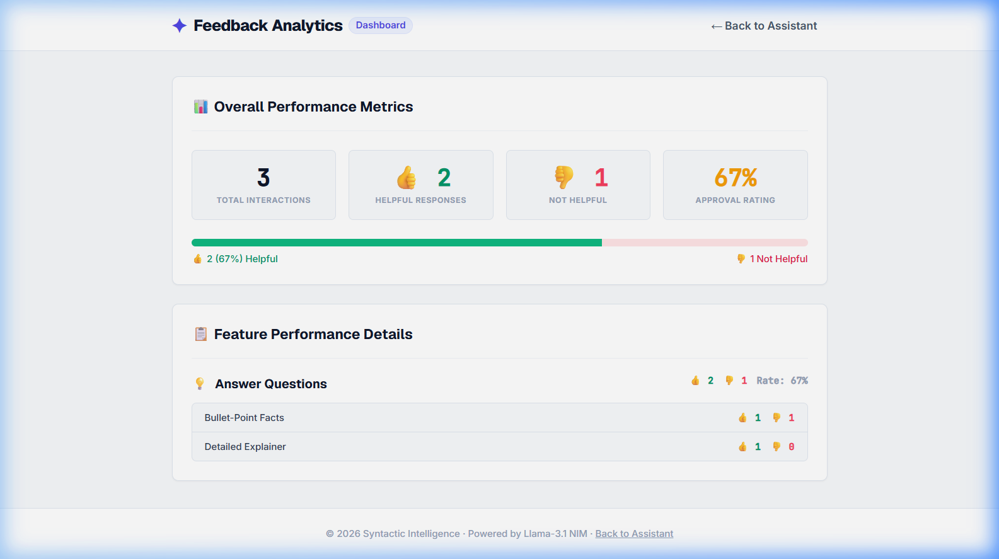 Feedback Analytics Dashboard
← Back to Assistant
Overall Performance Metrics
3
TOTAL INTERACTIONS
👍 2
HELPFUL RESPONSES
👎 1
NOT HELPFUL
67%
APPROVAL RATING
👍 2 (67%) Helpful
👎 1 Not Helpful
Feature Performance Details
Answer Questions
👍 2 👎 1 Rate: 67%
Bullet-Point Facts 👍 1 👎 1
Detailed Explainer 👍 1 👎 0
© 2026 Syntactic Intelligence · Powered by Llama-3.1 NIM · Back to Assistant